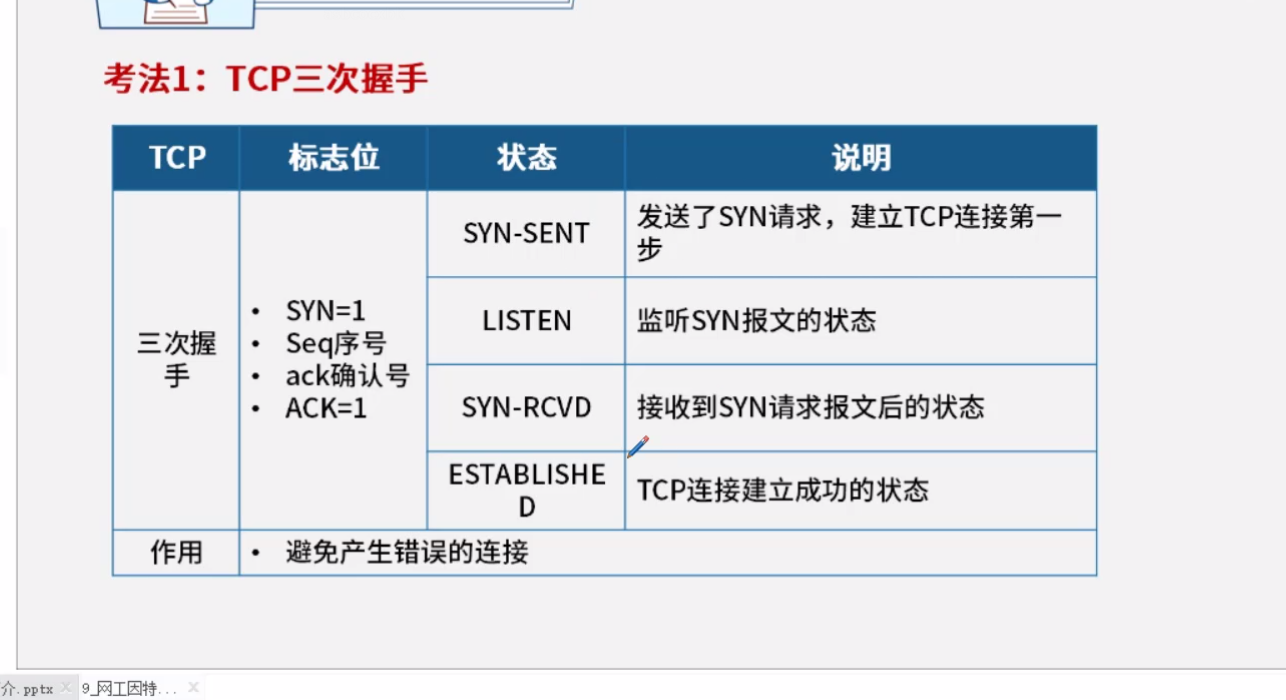 考法1：TCP三次握手
TCP 标志位 状态 说明
三次握
手
• SYN=1
• Seq序号
• ack确认号
• ACK=1
SYN-SENT
发送了SYN请求，建立TCP连接第一
步
LISTEN
监听SYN报文的状态
SYN-RCVD
接收到SYN请求报文后的状态
ESTABLISHE
D
TCP连接建立成功的状态
作用
• 避免产生错误的连接
介.pptx
9_网工因特...